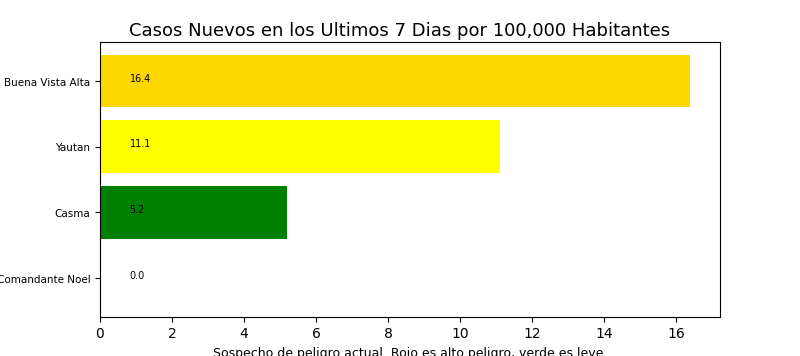 Casos Nuevos en los Ultimos 7 Dias por 100,000 Habitantes
Buena Vista Alta
16.4
Yautan
11.1
Casma
5.2
Comandante Noel
0.0
0 2 4 6 8 10 12 14 16
Sospecho de peligro actual. Rojo es alto peligro, verde es leve